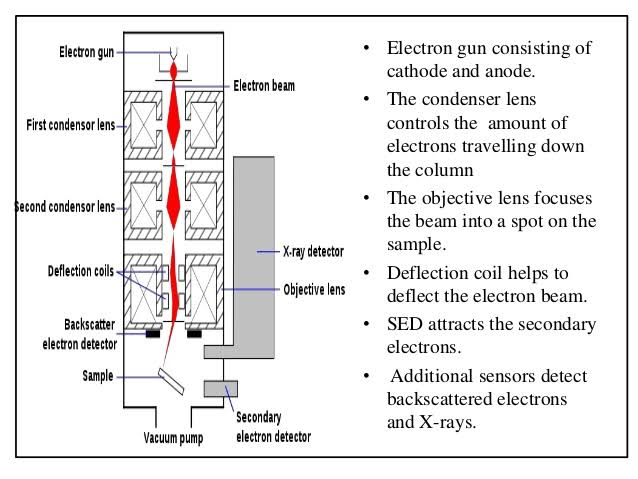 Electron gun
Electron beam
First condensor lens
Second condensor lens
X-ray detector
Deflection coils
Objective lens
Backscatter
electron detector
Sample
Secondary
electron detector
Vacuum pump
• Electron gun consisting of
cathode and anode.
• The condenser lens
controls the amount of
electrons travelling down
the column
• The objective lens focuses
the beam into a spot on the
sample.
• Deflection coil helps to
deflect the electron beam.
• SED attracts the secondary
electrons.
• Additional sensors detect
backscattered electrons
and X-rays.